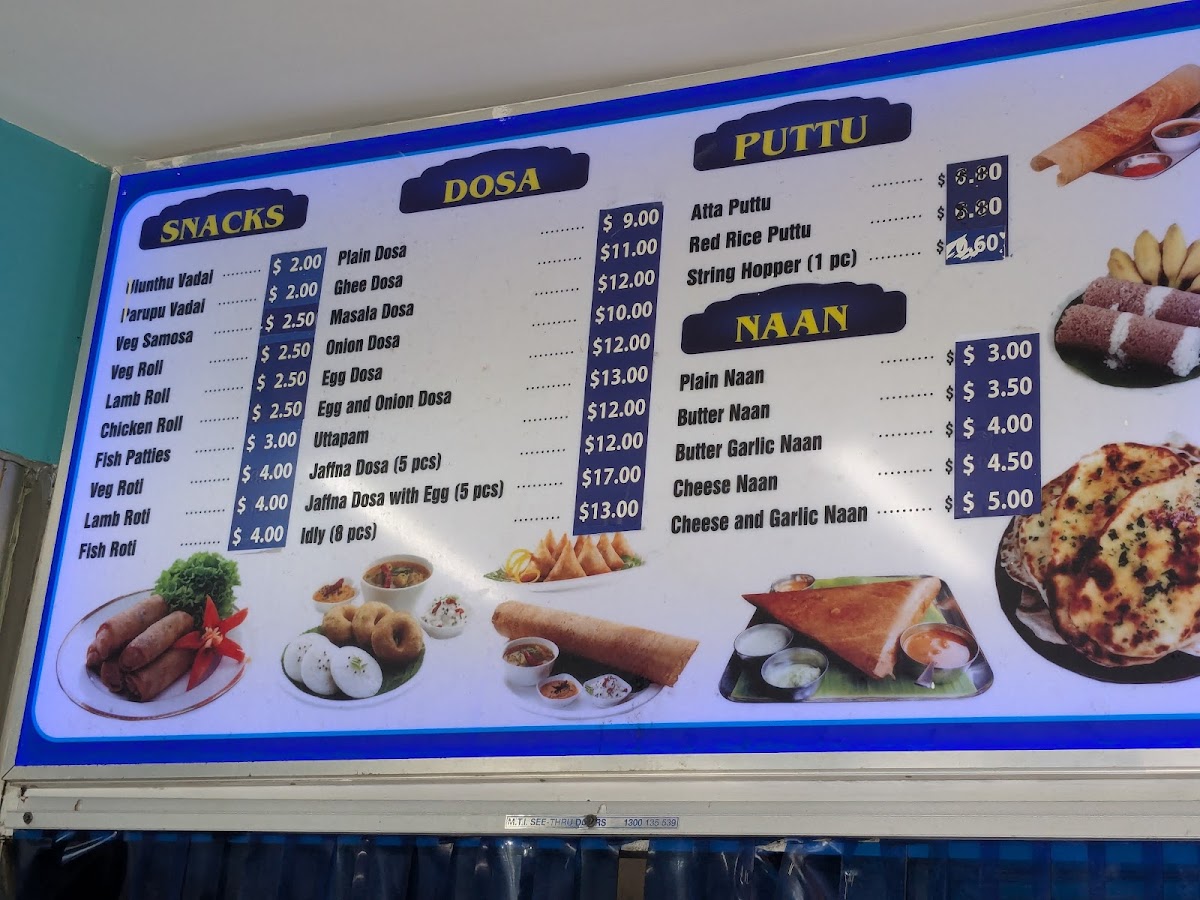 SNACKS
Ulunthu Vadai ........ $ 2.00
Parupu Vadai ........ $ 2.00
Veg Samosa ........ $ 2.50
Veg Roll ........ $ 2.50
Lamb Roll ........ $ 2.50
Chicken Roll ........ $ 2.50
Fish Patties ........ $ 3.00
Veg Roti ........ $ 4.00
Lamb Roti ........ $ 4.00
Fish Roti ........ $ 4.00
DOSA
Plain Dosa ........ $ 9.00
Ghee Dosa ........ $11.00
Masala Dosa ........ $12.00
Onion Dosa ........ $10.00
Egg Dosa ........ $12.00
Egg and Onion Dosa ........ $13.00
Uttapam ........ $12.00
Jaffna Dosa (5 pcs) ........ $12.00
Jaffna Dosa with Egg (5 pcs) ........ $17.00
Idly (8 pcs) ........ $13.00
PUTTU
Atta Puttu ........ $
Red Rice Puttu ........ $
String Hopper (1 pc) ........ $
NAAN
Plain Naan ........ $ $ 3.00
Butter Naan ........ $ $ 3.50
Butter Garlic Naan ........ $ $ 4.00
Cheese Naan ........ $ $ 4.50
Cheese and Garlic Naan ........ $ $ 5.00
M.T.I. SEE-THRU DOORS 1300 135 539